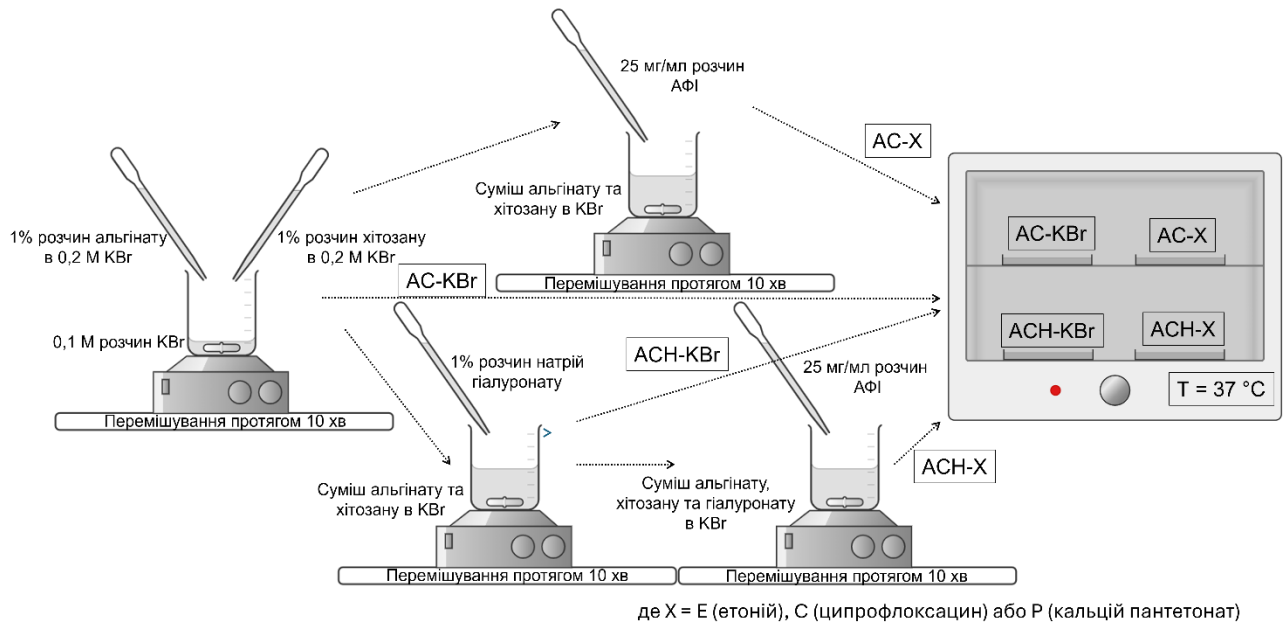 25 мг/мл розчин
АФІ
AC-X
Суміш альгінату та
хітозану в KBr
Перемішування протягом 10 хв
1% розчин альгінату
в 0,2 М KBr
1% розчин хітозану
в 0,2 М KBr
0,1 М розчин KBr
Перемішування протягом 10 хв
AC-KBr
AC-KBr
AC-X
ACH-KBr
ACH-X
T = 37 °C
1% розчин натрій
гіалуронату
ACH-KBr
25 мг/мл розчин
АФІ
>
ACH-X
Суміш альгінату та
хітозану в KBr
Перемішування протягом 10 хв
Суміш альгінату,
хітозану та гіалуронату
в KBr
Перемішування протягом 10 хв
де X = E (етоній), C (ципрофлоксацин) або P (кальцій пантетонат)